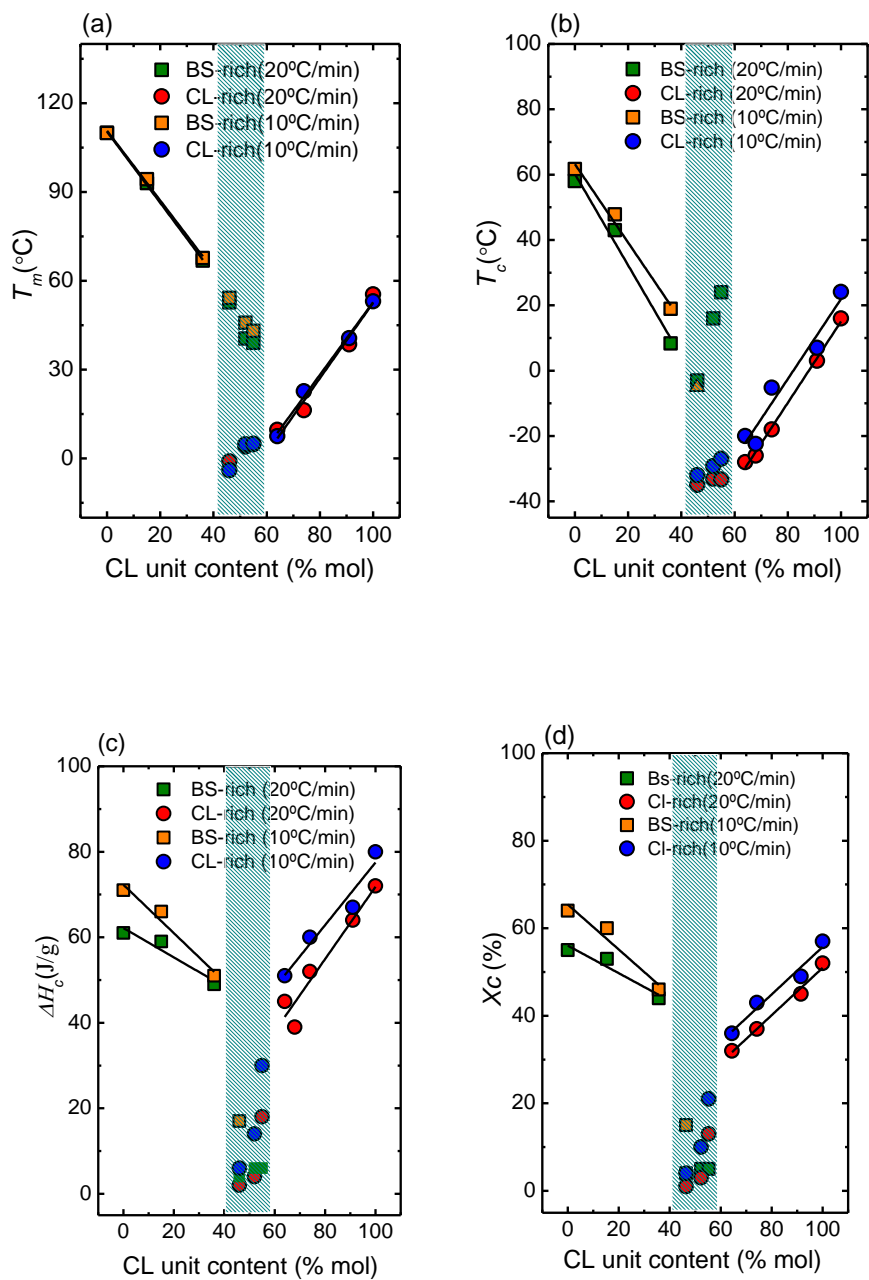 (a)
BS-rich(20ºC/min)
CL-rich(20ºC/min)
BS-rich(10ºC/min)
CL-rich(10ºC/min)
120
90
60
30
0
T_m(°C)
0 20 40 60 80 100
CL unit content (% mol)
(b)
BS-rich (20ºC/min)
CL-rich (20ºC/min)
BS-rich (10ºC/min)
CL-rich (10ºC/min)
100
80
60
40
20
0
-20
-40
T_c(°C)
0 20 40 60 80 100
CL unit content (% mol)
(c)
BS-rich (20ºC/min)
CL-rich (20ºC/min)
BS-rich (10ºC/min)
CL-rich (10ºC/min)
100
80
60
40
20
0
ΔH_c(J/g)
0 20 40 60 80 100
CL unit content (% mol)
(d)
Bs-rich(20ºC/min)
Cl-rich(20ºC/min)
BS-rich(10ºC/min)
Cl-rich(10ºC/min)
100
80
60
40
20
0
Xc (%)
0 20 40 60 80 100
CL unit content (% mol)